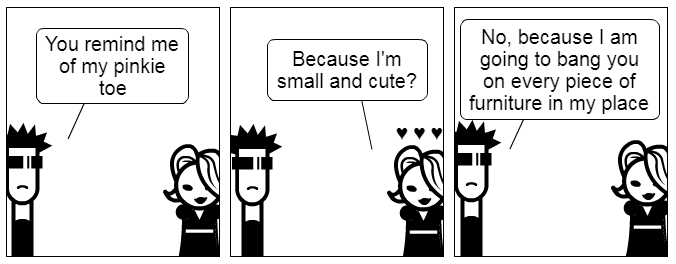 You remind me
of my pinkie
toe
Because I'm
small and cute?
No, because I am
going to bang you
on every piece of
furniture in my place